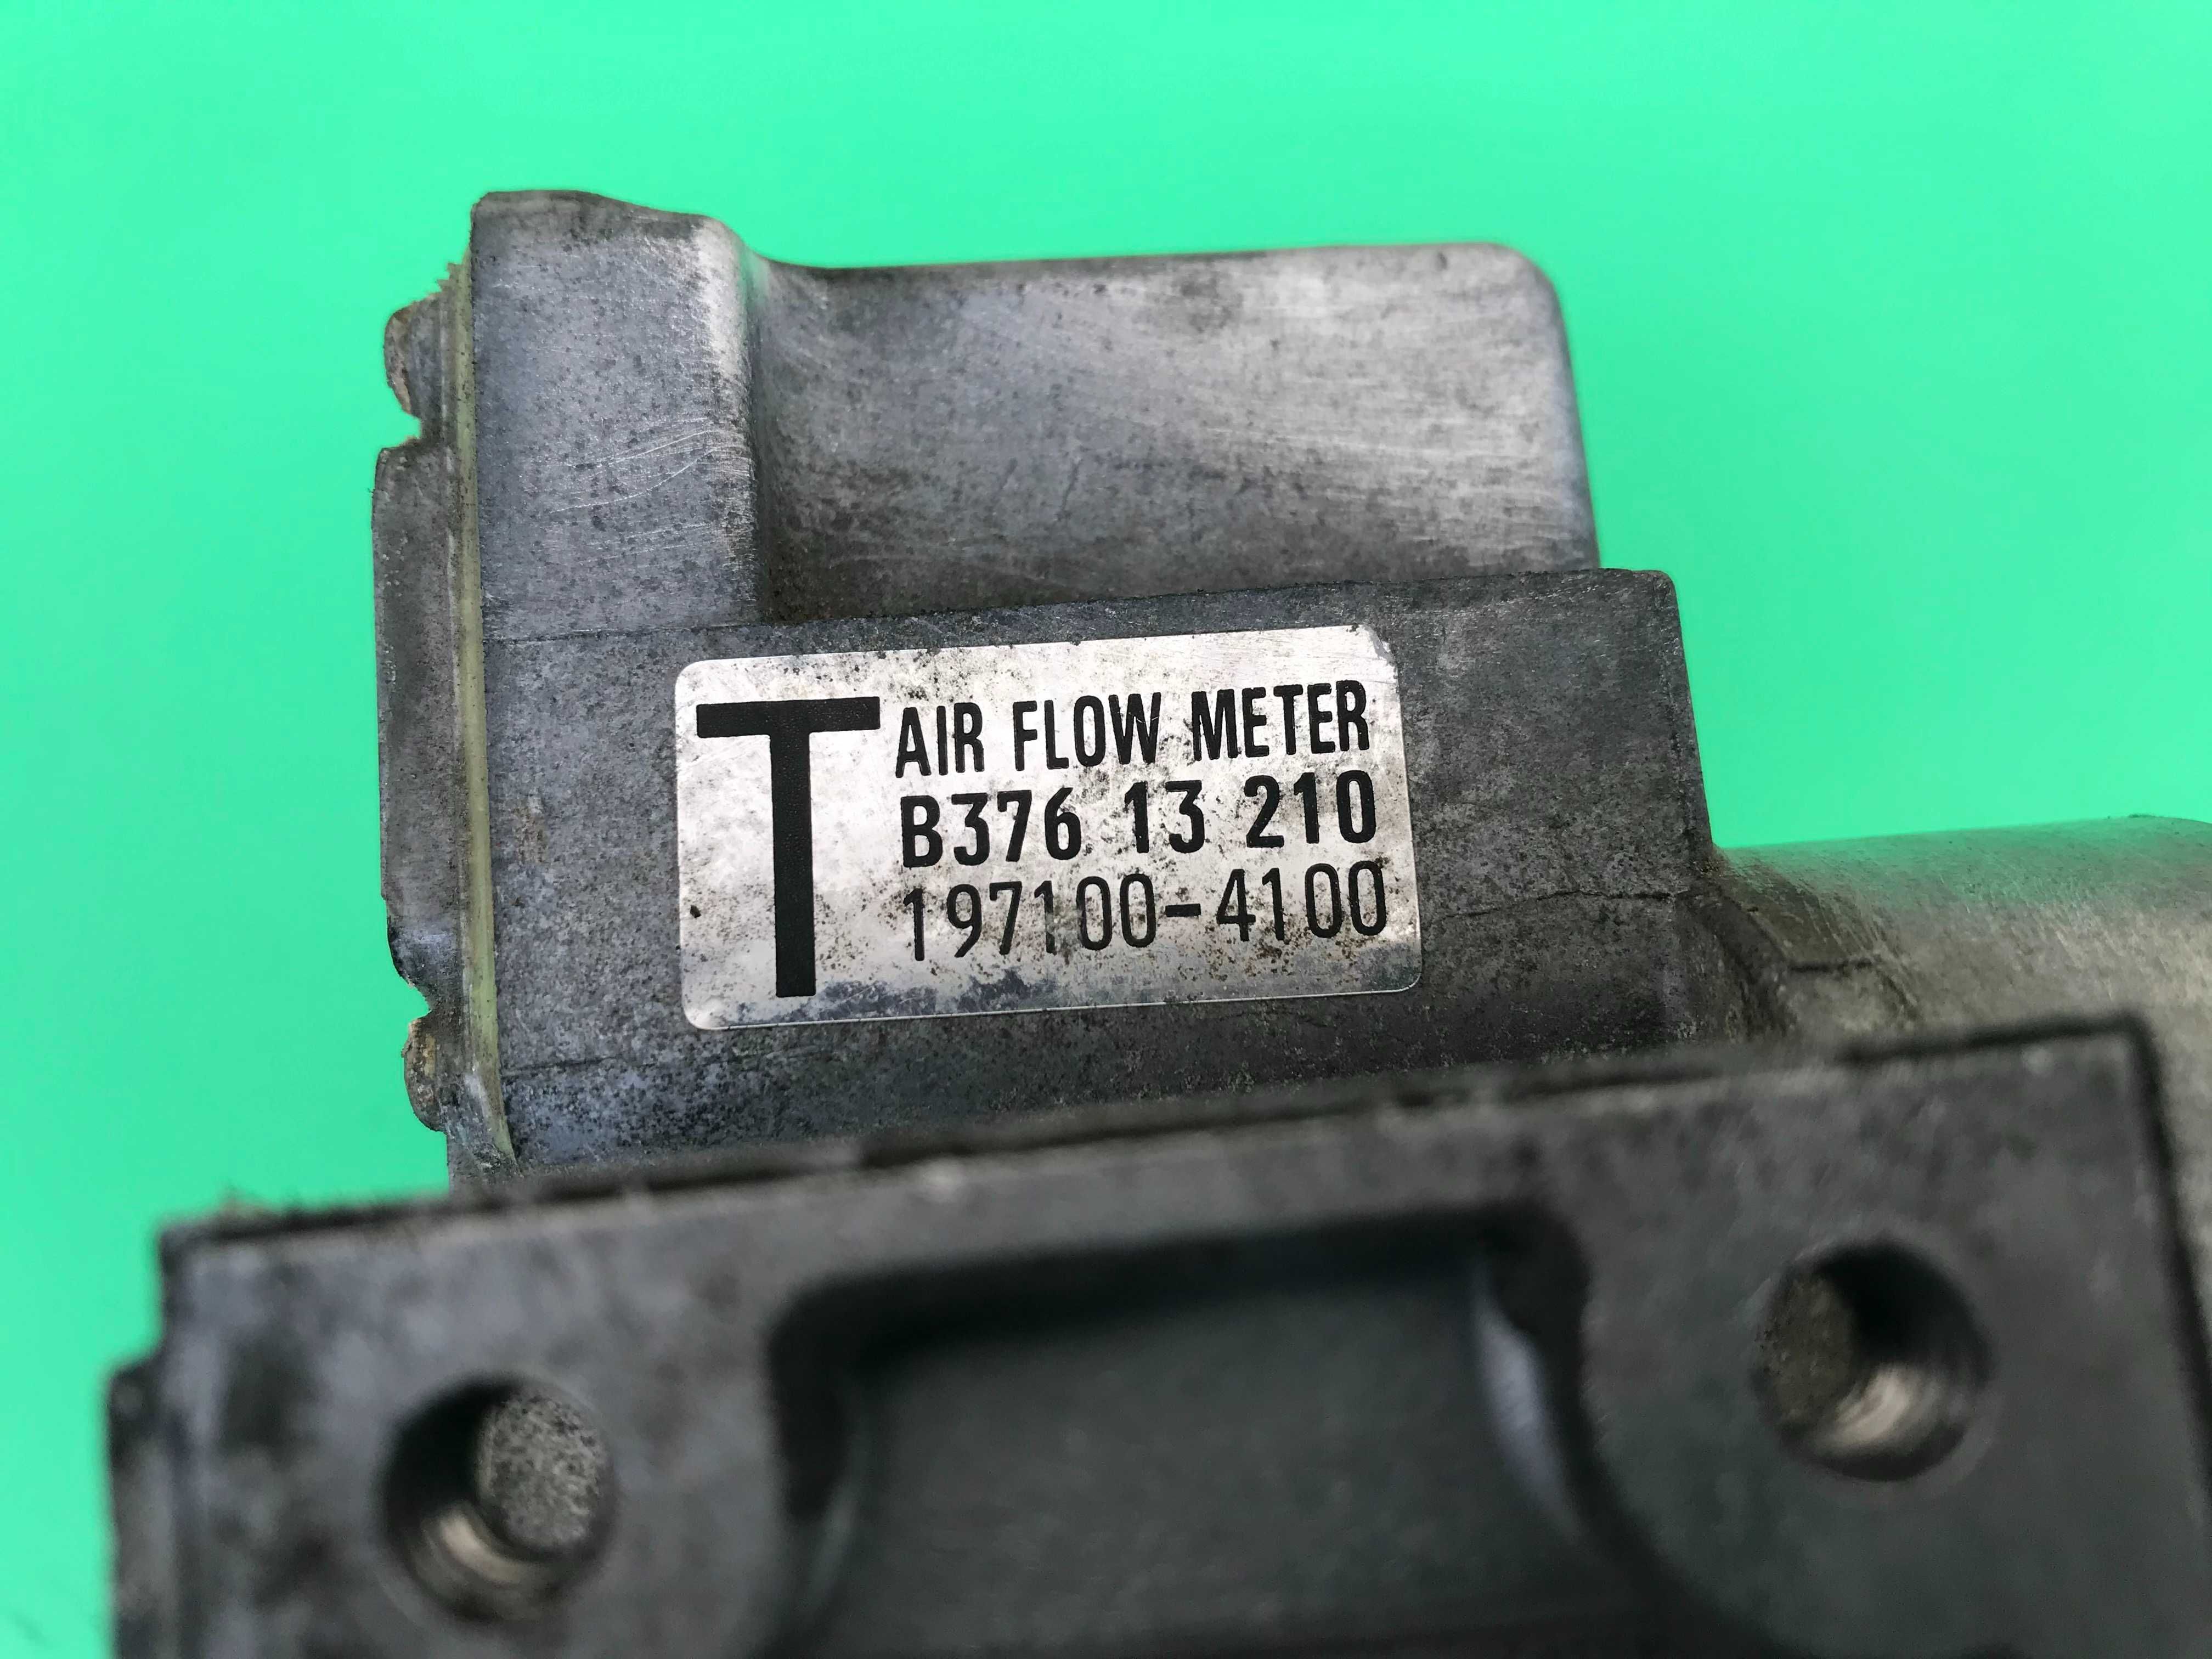 T AIR FLOW METER
B376 13 210
197100-4100